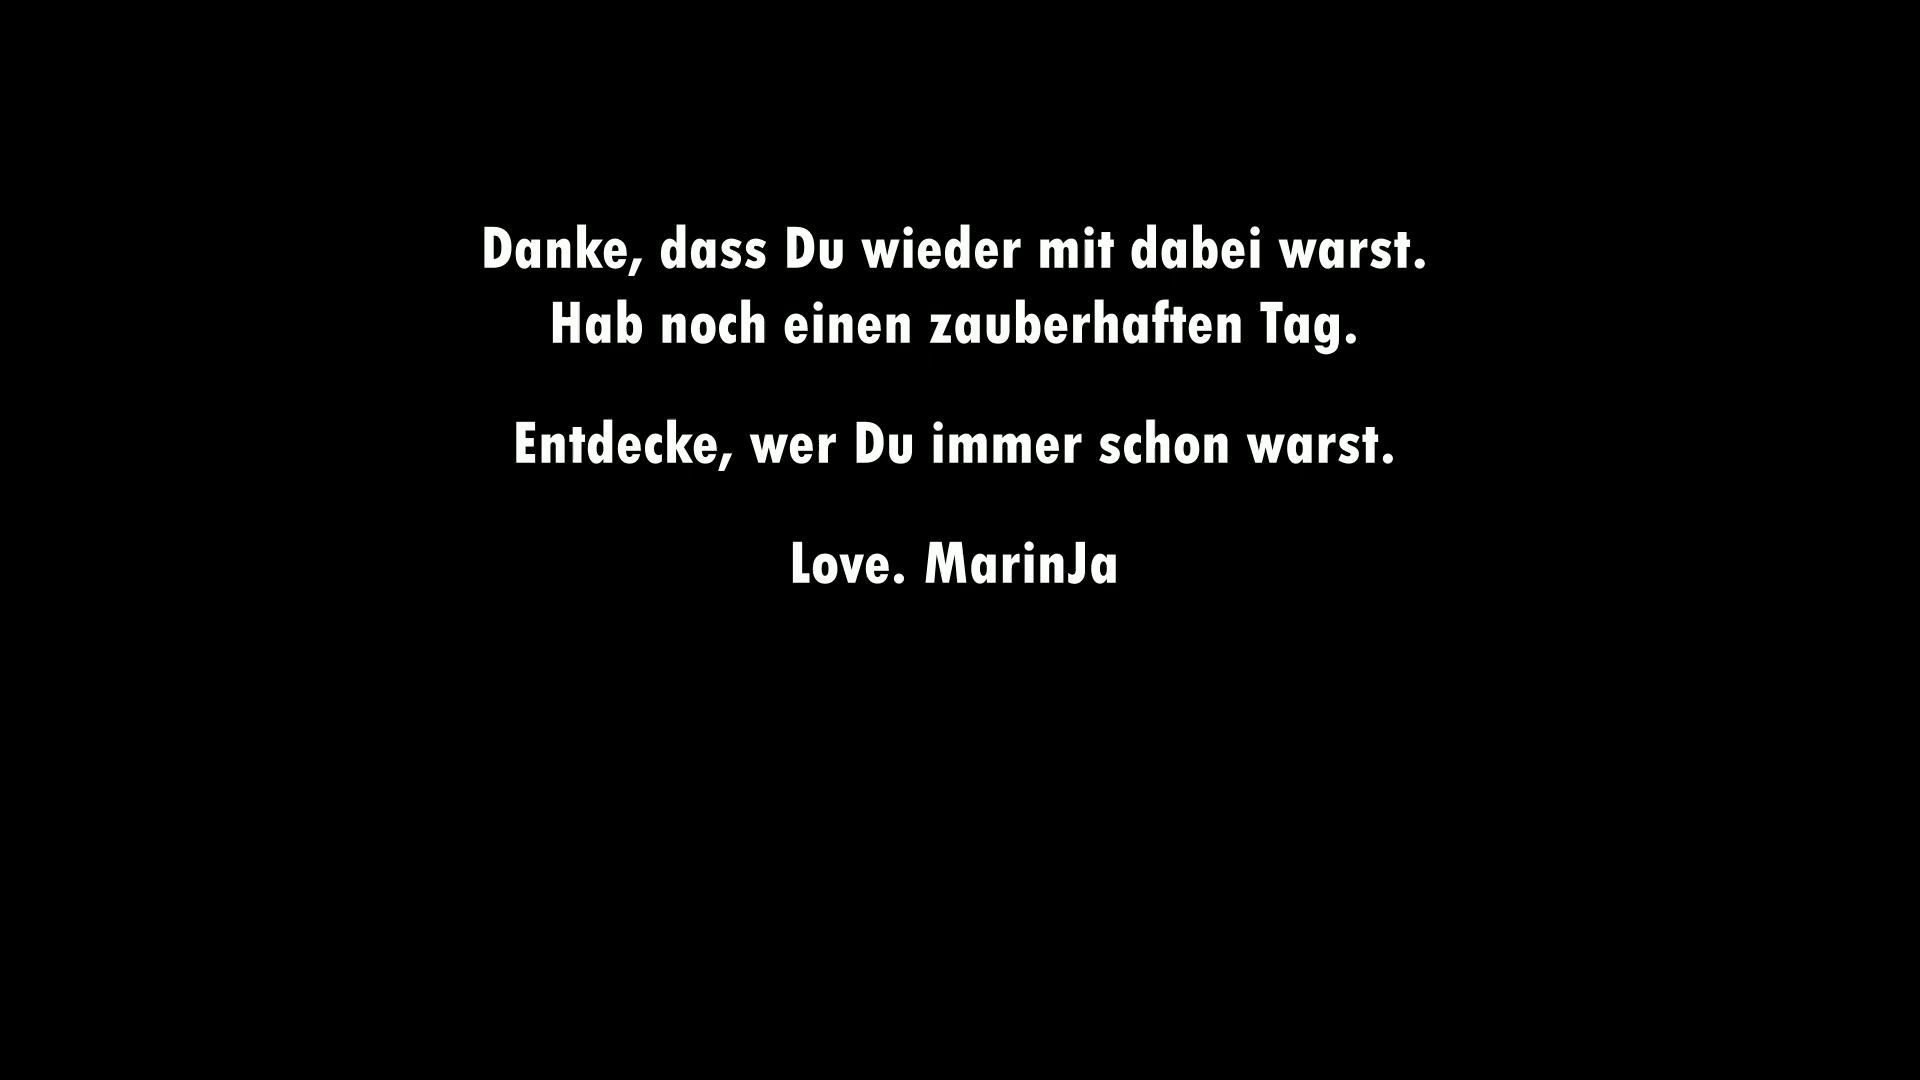 Danke, dass Du wieder mit dabei warst.
Hab noch einen zauberhaften Tag.
Entdecke, wer Du immer schon warst.
Love. MarinJa